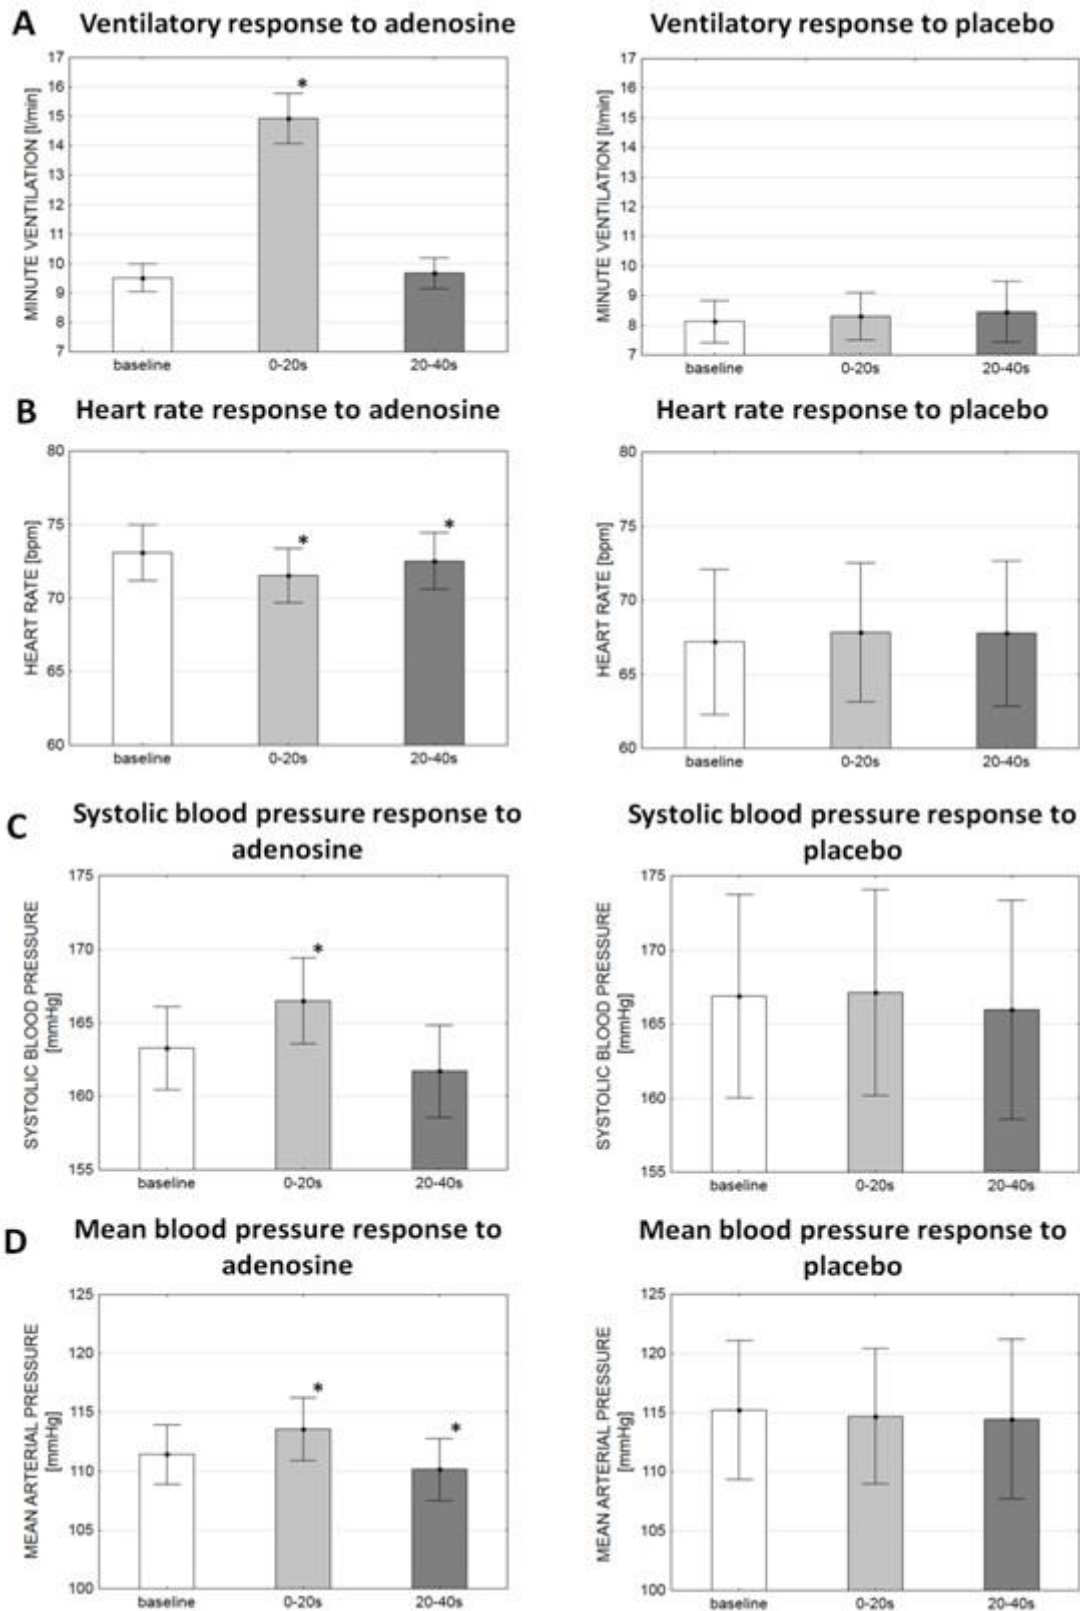 A
Ventilatory response to adenosine
MINUTE VENTILATION [l/min]
17
16
15
14
13
12
11
10
9
8
7
*
baseline
0-20s
20-40s
Ventilatory response to placebo
MINUTE VENTILATION [l/min]
17
16
15
14
13
12
11
10
9
8
7
baseline
0-20s
20-40s
B
Heart rate response to adenosine
HEART RATE [bpm]
80
75
70
65
60
*
*
baseline
0-20s
20-40s
Heart rate response to placebo
HEART RATE [bpm]
80
75
70
65
60
baseline
0-20s
20-40s
C
Systolic blood pressure response to
adenosine
SYSTOLIC BLOOD PRESSURE
[mmHg]
175
170
165
160
155
*
baseline
0-20s
20-40s
Systolic blood pressure response to
placebo
SYSTOLIC BLOOD PRESSURE
[mmHg]
175
170
165
160
155
baseline
0-20s
20-40s
D
Mean blood pressure response to
adenosine
MEAN ARTERIAL PRESSURE
[mmHg]
125
120
115
110
105
100
*
*
baseline
0-20s
20-40s
Mean blood pressure response to
placebo
MEAN ARTERIAL PRESSURE
[mmHg]
125
120
115
110
105
100
baseline
0-20s
20-40s